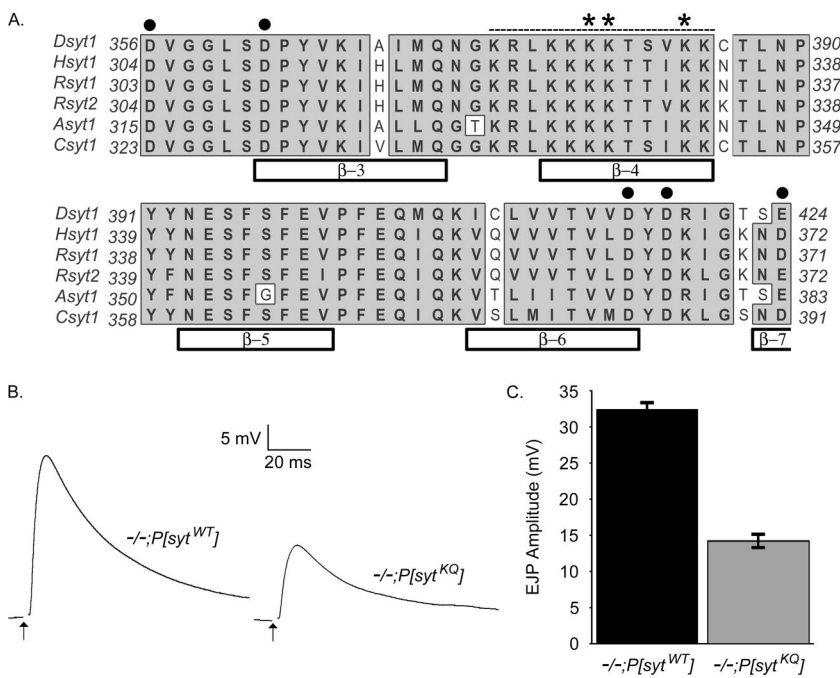 A.
* * *
Dsyt1 356 D V G G L S D P Y V K I A I M Q N G K R L K K K K T S V K K C T L N P 390
Hsyt1 304 D V G G L S D P Y V K I H L M Q N G K R L K K K K T T I K K N T L N P 338
Rsyt1 303 D V G G L S D P Y V K I H L M Q N G K R L K K K K T T I K K N T L N P 337
Rsyt2 304 D V G G L S D P Y V K I H L M Q N G K R L K K K K T T V K K K T L N P 338
Asyt1 315 D V G G L S D P Y V K I A L L Q G T K R L K K K K T T I K K N T L N P 349
Csyt1 323 D V G G L S D P Y V K I V L M Q G G K R L K K K K T S I K K C T L N P 357
β–3 β–4
Dsyt1 391 Y Y N E S F S F E V P F E Q M Q K I C L V V T V V D Y D R I G T S E 424
Hsyt1 339 Y Y N E S F S F E V P F E Q I Q K V Q V V V T V L D Y D K I G K N D 372
Rsyt1 338 Y Y N E S F S F E V P F E Q I Q K V Q V V V T V L D Y D K I G K N D 371
Rsyt2 339 Y F N E S F S F E I P F E Q I Q K V Q V V V T V L D Y D K L G K N E 372
Asyt1 350 Y F N E S F G F E V P F E Q I Q K V T L I I T V V D Y D R I G T S E 383
Csyt1 358 Y Y N E S F S F E V P F E Q I Q K V S L M I T V M D Y D K L G S N D 391
β–5 β–6 β–7
B.
5 mV
20 ms
-/-;P[syt^WT]
-/-;P[syt^KQ]
C.
EJP Amplitude (mV)
35
30
25
20
15
10
5
0
-/-;P[syt^WT] -/-;P[syt^KQ]